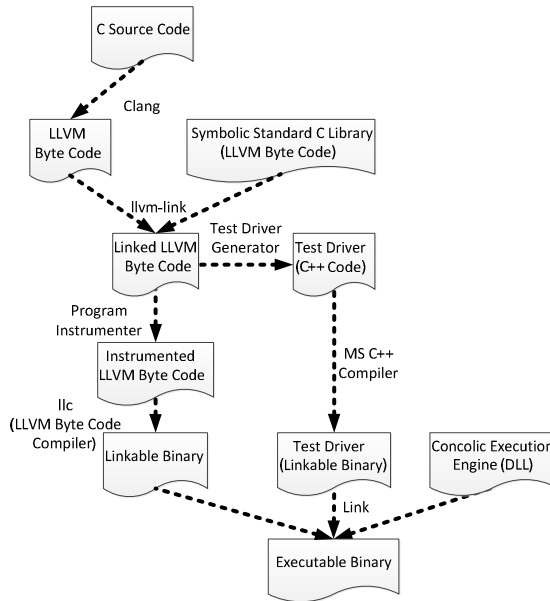 C Source Code
Clang
LLVM
Byte Code
Symbolic Standard C Library
(LLVM Byte Code)
llvm-link
Linked LLVM
Byte Code
Test Driver
Generator
Test Driver
(C++ Code)
Program
Instrumenter
Instrumented
LLVM Byte Code
MS C++
Compiler
llc
(LLVM Byte Code
Compiler)
Linkable Binary
Test Driver
(Linkable Binary)
Concolic Execution
Engine (DLL)
Link
Executable Binary